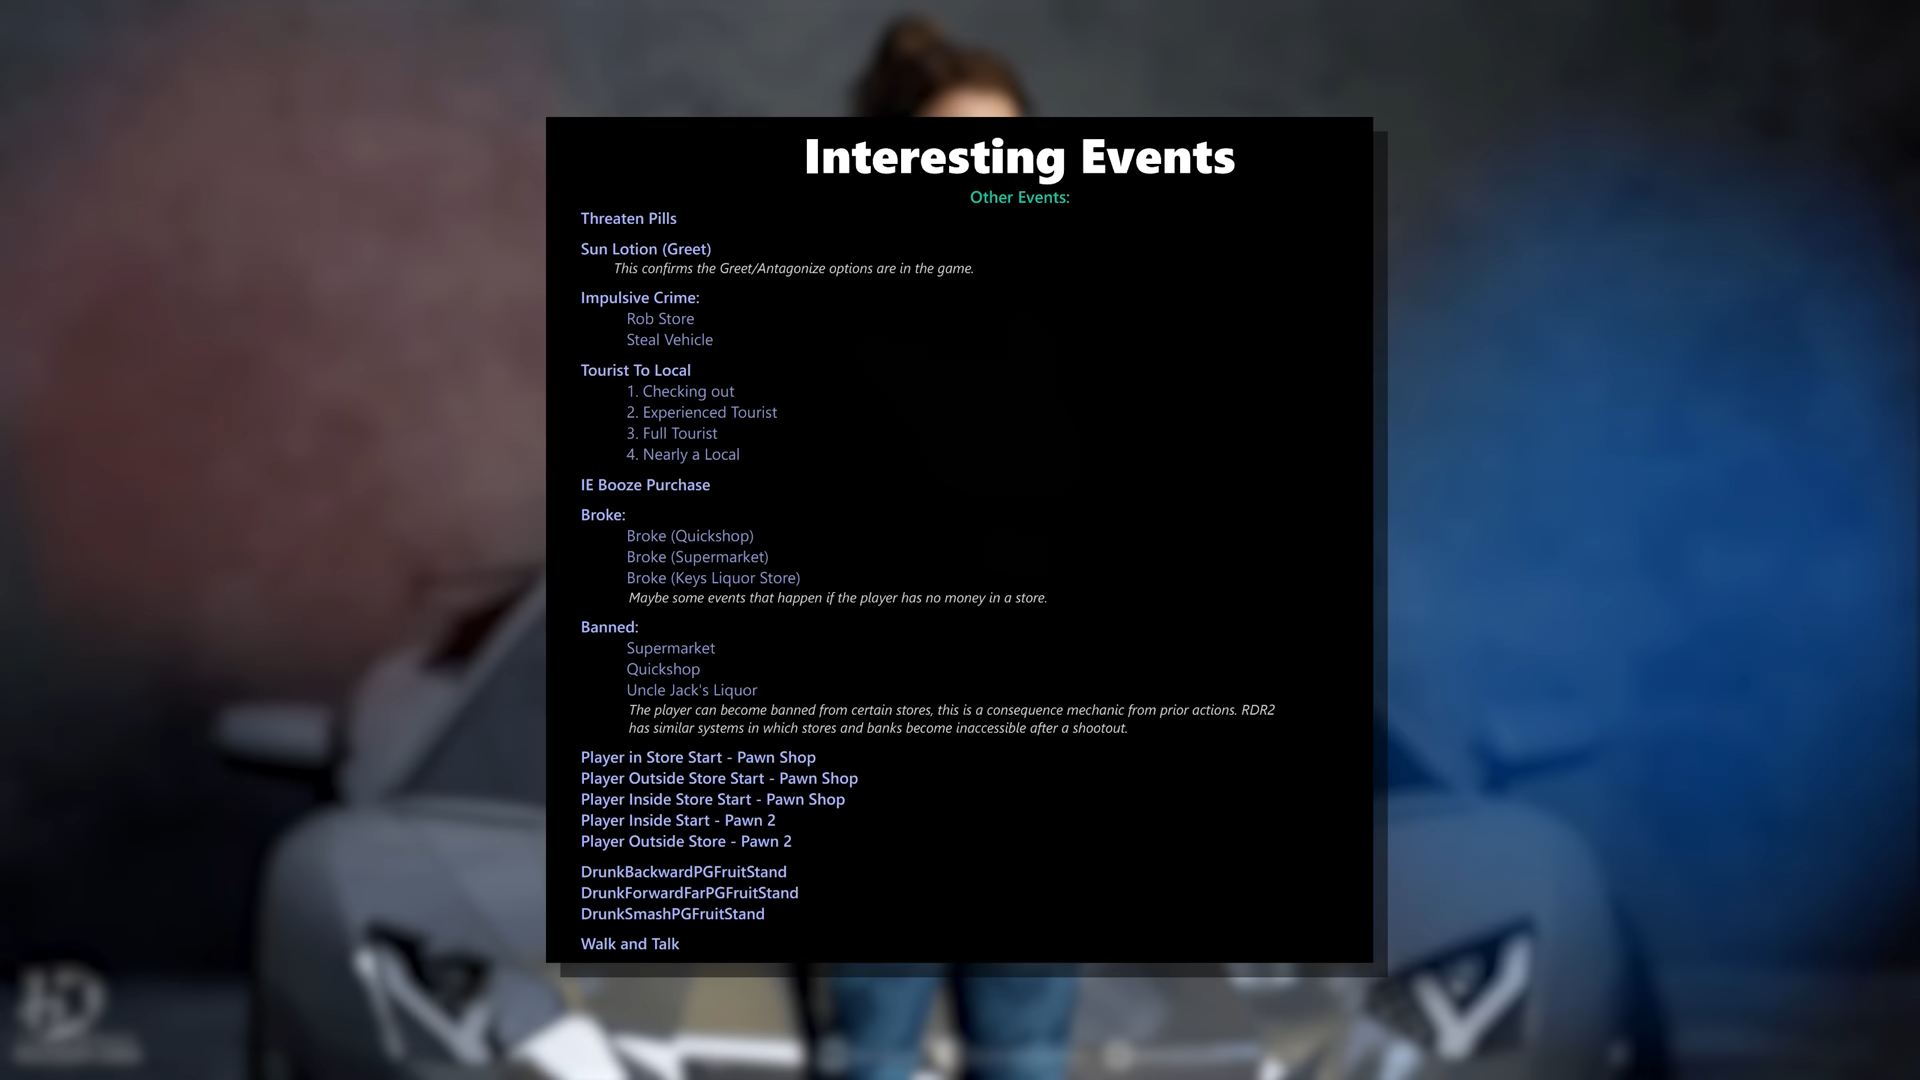 Interesting Events
Other Events:
Threaten Pills
Sun Lotion (Greet)
This confirms the Greet/Antagonize options are in the game.
Impulsive Crime:
Rob Store
Steal Vehicle
Tourist To Local
1. Checking out
2. Experienced Tourist
3. Full Tourist
4. Nearly a Local
IE Booze Purchase
Broke:
Broke (Quickshop)
Broke (Supermarket)
Broke (Keys Liquor Store)
Maybe some events that happen if the player has no money in a store.
Banned:
Supermarket
Quickshop
Uncle Jack's Liquor
The player can become banned from certain stores, this is a consequence mechanic from prior actions. RDR2
has similar systems in which stores and banks become inaccessible after a shootout.
Player in Store Start - Pawn Shop
Player Outside Store Start - Pawn Shop
Player Inside Store Start - Pawn Shop
Player Inside Start - Pawn 2
Player Outside Store - Pawn 2
DrunkBackwardPGFruitStand
DrunkForwardFarPGFruitStand
DrunkSmashPGFruitStand
Walk and Talk